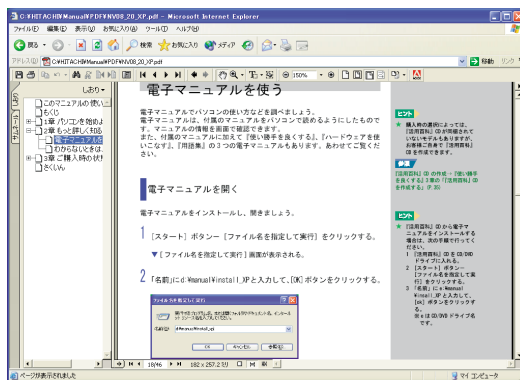 C:¥HITACHI¥Manual¥PDF¥NV08_20_XP.pdf - Microsoft Internet Explorer
ファイル(F) 編集(E) 表示(V) お気に入り(A) ツール(T) ヘルプ(H)
戻る 検索 お気に入り メディア
アドレス(D) C:¥HITACHI¥Manual¥PDF¥NV08_20_XP.pdf 移動 リンク
150%
しおり
このマニアルの使い
もくじ
1章 パソコンを始めよ
2章 もっと詳しく知る
電子マニュアルを
わからないときは
3章 ご購入時の状
さくいん
電子マニュアルを使う
電子マニュアルでパソコンの使い方などを調べましょう。
電子マニュアルは、付属のマニュアルをパソコンで読めるようにしたもので
す。マニュアルの情報を画面で確認できます。
また、付属のマニュアルに加えて『使い勝手を良くする』、『ハードウェアを使
いこなす』、『用語集』の3つの電子マニュアルもあります。あわせてご覧くだ
さい。
電子マニュアルを開く
電子マニュアルをインストールし、開きましょう。
1 [スタート] ボタンー [ファイル名を指定して実行] をクリックする。
▼ [ファイル名を指定して実行] 画面が表示される。
2 「名前」にd:¥manual¥install_XPと入力して、[OK] ボタンをクリックする。
ファイル名を指定して実行
名前(O): d:¥manual¥install_xp
OK キャンセル 参照(B)...
ヒント
★ 購入時の選択によっては、
『活用百科』CDが同梱されて
いないモデルもありますが、
お客様ご自身で『活用百科』
CDを作成できます。
参照
『活用百科』CDの作成→『使い勝手
を良くする』3章の「『活用百科』CD
を作成する」(P.35)
ヒント
★ 『活用百科』CDから電子マ
ニュアルをインストールする
場合は、次の手順で行ってく
ださい。
1 『活用百科』CDをCD/DVD
ドライブに入れる。
2 [スタート] ボタンー
[ファイル名を指定して実
行] をクリックする。
3 「名前」にe:¥manual
¥install_XPと入力して、
[ok] ボタンをクリックす
る。
※eはCD/DVDドライブ名
です。
18/46 182 x 257.2 ミリ
ページが表示されました マイ コンピュータ